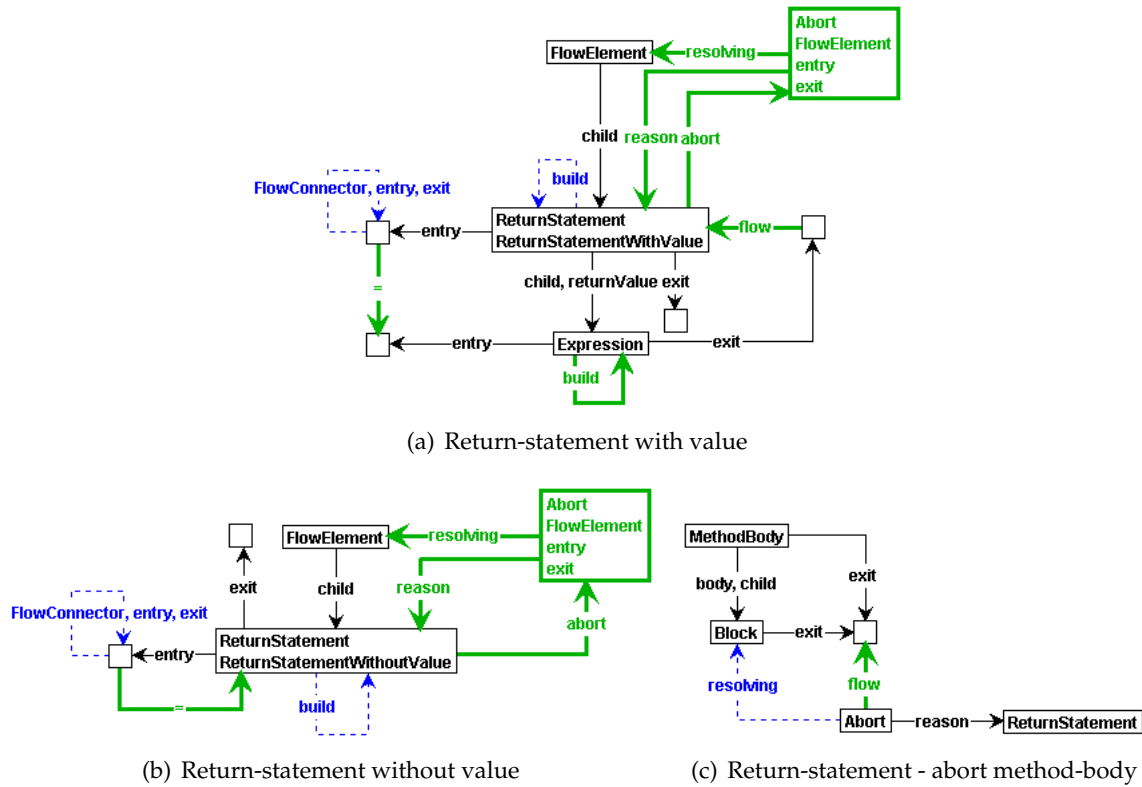 Abort
FlowElement
entry
exit
FlowElement
resolving
child
reason
abort
build
FlowConnector, entry, exit
ReturnStatement
ReturnStatementWithValue
entry
flow
child, returnValue
exit
=
entry
Expression
exit
build
(a) Return-statement with value
Abort
FlowElement
entry
exit
FlowElement
resolving
exit
child
reason
abort
FlowConnector, entry, exit
ReturnStatement
ReturnStatementWithoutValue
entry
=
build
(b) Return-statement without value
MethodBody
body, child
exit
Block
exit
resolving
flow
Abort
reason
ReturnStatement
(c) Return-statement - abort method-body